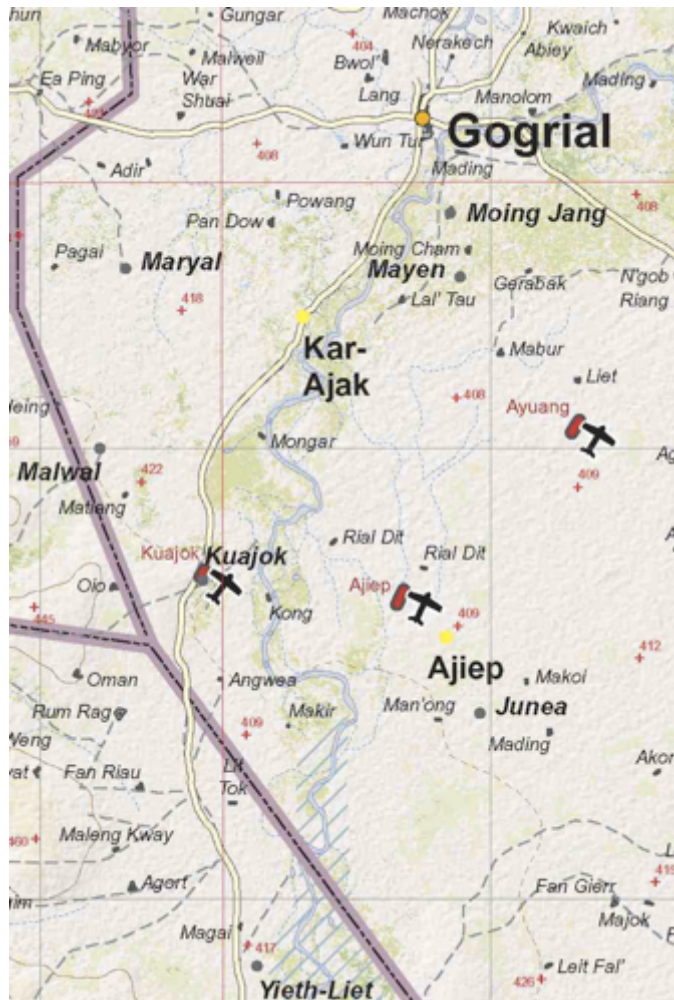 Gungar
Machok
Kwaich
Mabyor
Malweil
404
Bwol'
Nerakech
Abiey
Ea Ping
War
Shuai
Lang
Manolom
Mading
Gogrial
408
Wun Tur
Mading
Adir
Powang
408
Pan Dow
Moing Jang
Pagai
Maryal
Moing Cham
Mayen
Gerabak
N'gob
Riang
418
Lal' Tau
Kar-
Ajak
Mabur
Liet
408
Ayuang
Mongar
Malwal
422
409
Matiang
Rial Dit
Kuajok
Kuajok
Rial Dit
Ajiep
Oio
Kong
445
409
Ajiep
412
Oman
Angwea
Makoi
Rum Rag
Makir
Man'ong
Junea
409
Mading
Fan Riau
Lit
Tok
460
Maleng Kway
Agort
Fan Gierr
Majok
Magai
417
Leit Fal'
426
Yieth-Liet